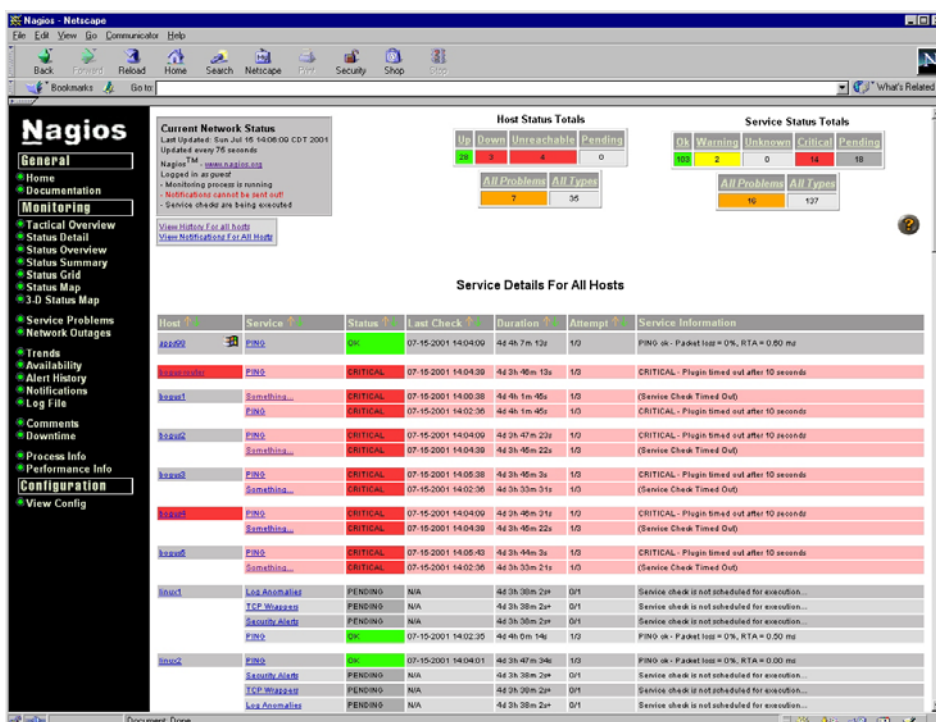 Nagios - Netscape
File Edit View Go Communicator Help
Back Forward Reload Home Search Netscape Print Security Shop Stop
Bookmarks Go to: What's Related
N
Nagios
General
Home
Documentation
Monitoring
Tactical Overview
Status Detail
Status Overview
Status Summary
Status Grid
Status Map
3-D Status Map
Service Problems
Network Outages
Trends
Availability
Alert History
Notifications
Log File
Comments
Downtime
Process Info
Performance Info
Configuration
View Config
Current Network Status
Last Updated: Sun Jul 15 14:06:09 CDT 2001
Updated every 75 seconds
Nagios™ - www.nagios.org
Logged in as guest
- Monitoring process is running
- Notifications cannot be sent out!
- Service checks are being executed
View History For all hosts
View Notifications For All Hosts
Host Status Totals
Up Down Unreachable Pending
28 3 4 0
All Problems All Types
7 35
Service Status Totals
Ok Warning Unknown Critical Pending
103 2 0 14 18
All Problems All Types
16 137
?
Service Details For All Hosts
Host Service Status Last Check Duration Attempt Service Information
PING OK 07-15-2001 14:04:09 4d 4h 7m 13s 1/3 PING ok - Packet loss = 0%, RTA = 0.60 ms
bogus-router PING CRITICAL 07-15-2001 14:04:39 4d 3h 46m 13s 1/3 CRITICAL - Plugin timed out after 10 seconds
bogus1 Something... CRITICAL 07-15-2001 14:00:38 4d 4h 1m 45s 1/3 (Service Check Timed Out)
PING CRITICAL 07-15-2001 14:02:36 4d 4h 1m 45s 1/3 CRITICAL - Plugin timed out after 10 seconds
bogus2 PING CRITICAL 07-15-2001 14:04:09 4d 3h 47m 23s 1/3 CRITICAL - Plugin timed out after 10 seconds
Something... CRITICAL 07-15-2001 14:04:39 4d 3h 46m 22s 1/3 (Service Check Timed Out)
bogus3 PING CRITICAL 07-15-2001 14:05:38 4d 3h 45m 3s 1/3 CRITICAL - Plugin timed out after 10 seconds
Something... CRITICAL 07-15-2001 14:02:36 4d 3h 33m 31s 1/3 (Service Check Timed Out)
bogus4 PING CRITICAL 07-15-2001 14:04:09 4d 3h 46m 31s 1/3 CRITICAL - Plugin timed out after 10 seconds
Something... CRITICAL 07-15-2001 14:04:39 4d 3h 46m 22s 1/3 (Service Check Timed Out)
bogus5 PING CRITICAL 07-15-2001 14:05:43 4d 3h 44m 3s 1/3 CRITICAL - Plugin timed out after 10 seconds
Something... CRITICAL 07-15-2001 14:02:36 4d 3h 33m 21s 1/3 (Service Check Timed Out)
linux1 Log Anomalies PENDING N/A 4d 3h 38m 2s+ 0/1 Service check is not scheduled for execution...
TCP Wrappers PENDING N/A 4d 3h 38m 2s+ 0/1 Service check is not scheduled for execution...
Security Alerts PENDING N/A 4d 3h 38m 2s+ 0/1 Service check is not scheduled for execution...
PING OK 07-15-2001 14:02:35 4d 4h 6m 14s 1/3 PING ok - Packet loss = 0%, RTA = 0.50 ms
linux2 PING OK 07-15-2001 14:04:01 4d 3h 47m 34s 1/3 PING ok - Packet loss = 0%, RTA = 0.00 ms
Security Alerts PENDING N/A 4d 3h 38m 2s+ 0/1 Service check is not scheduled for execution...
TCP Wrappers PENDING N/A 4d 3h 38m 2s+ 0/1 Service check is not scheduled for execution...
Log Anomalies PENDING N/A 4d 3h 38m 2s+ 0/1 Service check is not scheduled for execution...
Document: Done